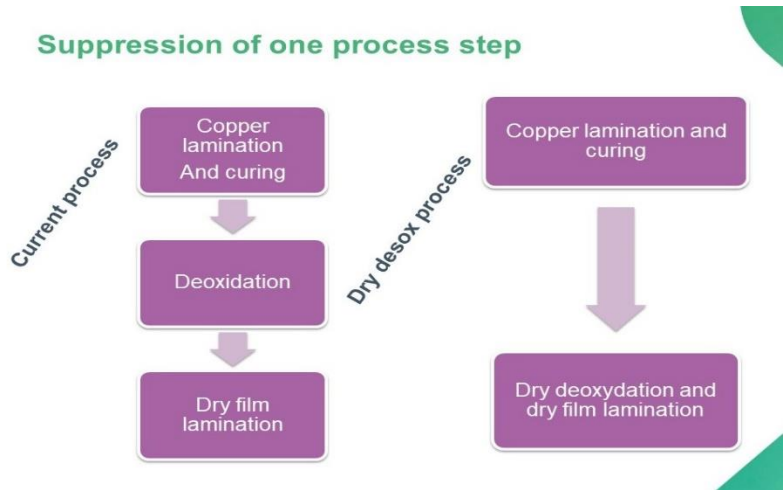 Suppression of one process step
Current process
Copper
lamination
And curing
Deoxidation
Dry film
lamination
Dry desox process
Copper lamination and
curing
Dry deoxydation and
dry film lamination